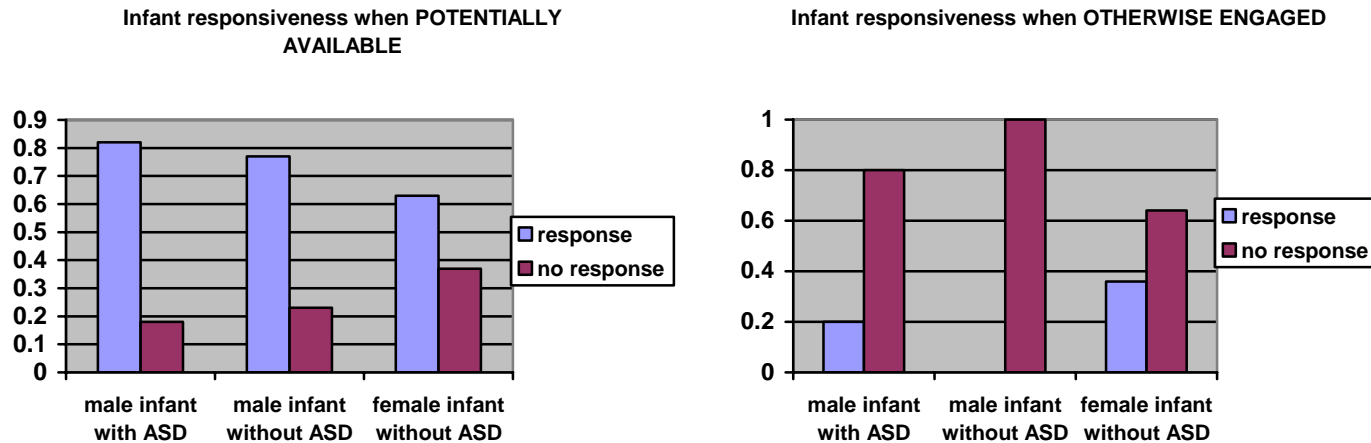 Infant responsiveness when POTENTIALLY
AVAILABLE
0.9
0.8
0.7
0.6
0.5
0.4
0.3
0.2
0.1
0
male infant
with ASD
male infant
without ASD
female infant
without ASD
response
no response
Infant responsiveness when OTHERWISE ENGAGED
1
0.8
0.6
0.4
0.2
0
male infant
with ASD
male infant
without ASD
female infant
without ASD
response
no response